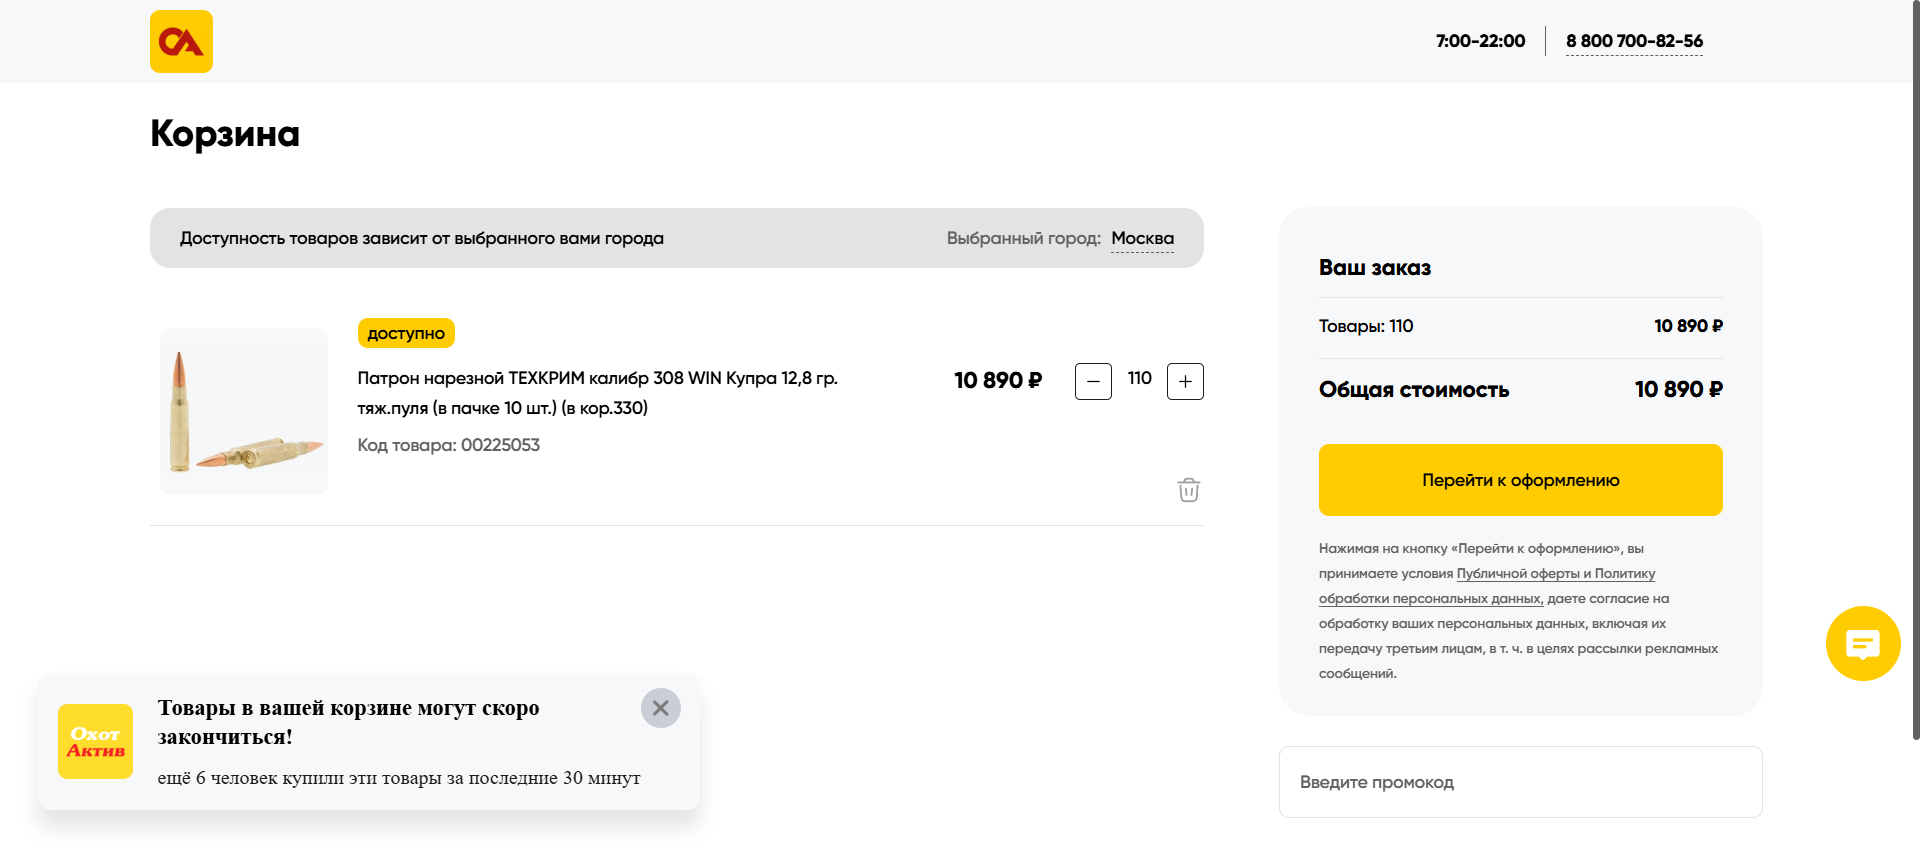 СА
7:00-22:00
8 800 700-82-56
Корзина
Доступность товаров зависит от выбранного вами города
Выбранный город: Москва
доступно
Патрон нарезной ТЕХКРИМ калибр 308 WIN Купра 12,8 гр.
тяж.пуля (в пачке 10 шт.) (в кор.330)
Код товара: 00225053
10 890 ₽
−
110
+
Ваш заказ
Товары: 110
10 890 ₽
Общая стоимость
10 890 ₽
Перейти к оформлению
Нажимая на кнопку «Перейти к оформлению», вы
принимаете условия Публичной оферты и Политику
обработки персональных данных, даете согласие на
обработку ваших персональных данных, включая их
передачу третьим лицам, в т. ч. в целях рассылки рекламных
сообщений.
Введите промокод
Охот
Актив
Товары в вашей корзине могут скоро
закончиться!
ещё 6 человек купили эти товары за последние 30 минут